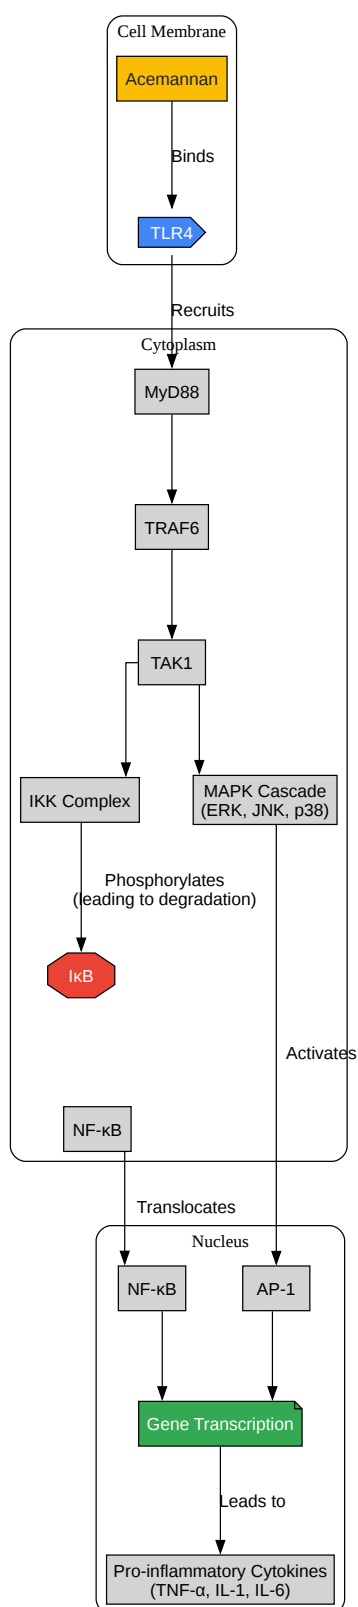 Cell Membrane
Acemannan
Binds
TLR4
Recruits
Cytoplasm
MyD88
TRAF6
TAK1
IKK Complex
MAPK Cascade
(ERK, JNK, p38)
Phosphorylates
(leading to degradation)
IκB
Activates
NF-κB
Translocates
Nucleus
NF-κB
AP-1
Gene Transcription
Leads to
Pro-inflammatory Cytokines
(TNF-α, IL-1, IL-6)